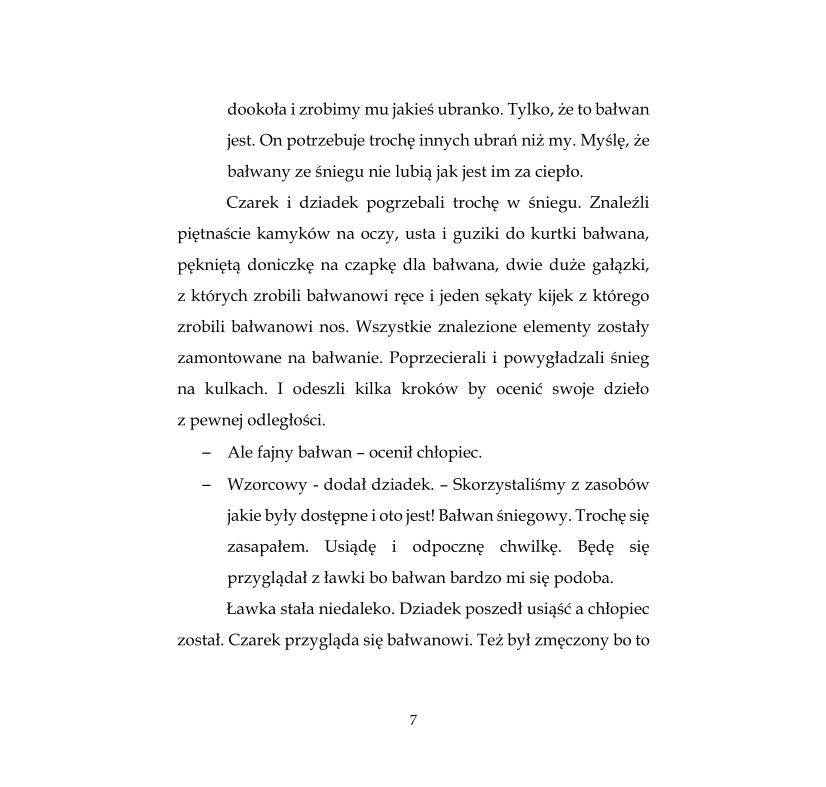 dookoła i zrobimy mu jakieś ubranko. Tylko, że to bałwan
jest. On potrzebuje trochę innych ubrań niż my. Myślę, że
bałwany ze śniegu nie lubią jak jest im za ciepło.
Czarek i dziadek pogrzebali trochę w śniegu. Znaleźli
piętnaście kamyków na oczy, usta i guziki do kurtki bałwana,
pękniętą doniczkę na czapkę dla bałwana, dwie duże gałązki,
z których zrobili bałwanowi ręce i jeden sękaty kijek z którego
zrobili bałwanowi nos. Wszystkie znalezione elementy zostały
zamontowane na bałwanie. Poprzecierali i powygładzali śnieg
na kulkach. I odeszli kilka kroków by ocenić swoje dzieło
z pewnej odległości.
– Ale fajny bałwan – ocenił chłopiec.
– Wzorcowy - dodał dziadek. – Skorzystaliśmy z zasobów
jakie były dostępne i oto jest! Bałwan śniegowy. Trochę się
zasapałem. Usiądę i odpocznę chwilkę. Będę się
przyglądał z ławki bo bałwan bardzo mi się podoba.
Ławka stała niedaleko. Dziadek poszedł usiąść a chłopiec
został. Czarek przygląda się bałwanowi. Też był zmęczony bo to
7